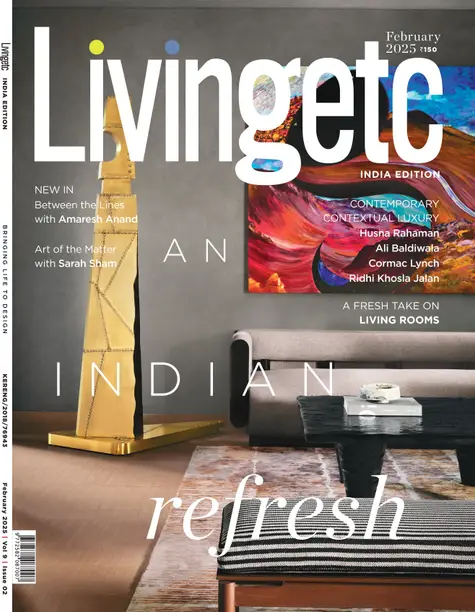 Livingetc
February
2025 ₹150
INDIA EDITION
NEW IN
Between the Lines
with Amaresh Anand
Art of the Matter
with Sarah Sham
CONTEMPORARY
CONTEXTUAL LUXURY
Husna Rahaman
Ali Baldiwala
Cormac Lynch
Ridhi Khosla Jalan
A FRESH TAKE ON
LIVING ROOMS
AN
INDIAN
refresh
Livingetc INDIA EDITION
BRINGING LIFE TO DESIGN
KERENG/2018/76943
February 2025 | Vol 9 | Issue 02